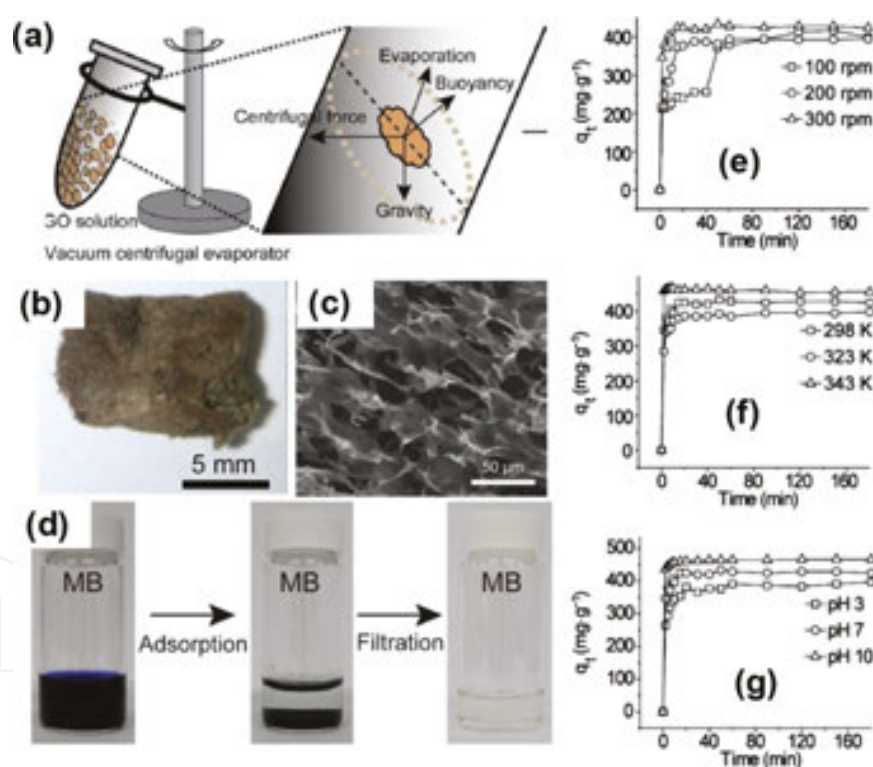 (a)
Evaporation
Buoyancy
Centrifugal force
Gravity
GO solution
Vacuum centrifugal evaporator
(b)
5 mm
(c)
50 μm
(d)
MB
Adsorption
MB
Filtration
MB
400
300
200
100
0
qt (mg·g⁻¹)
100 rpm
200 rpm
300 rpm
(e)
0 40 80 120 160
Time (min)
400
300
200
100
0
qt (mg·g⁻¹)
298 K
323 K
343 K
(f)
0 40 80 120 160
Time (min)
500
400
300
200
100
0
qt (mg·g⁻¹)
pH 3
pH 7
pH 10
(g)
0 40 80 120 160
Time (min)